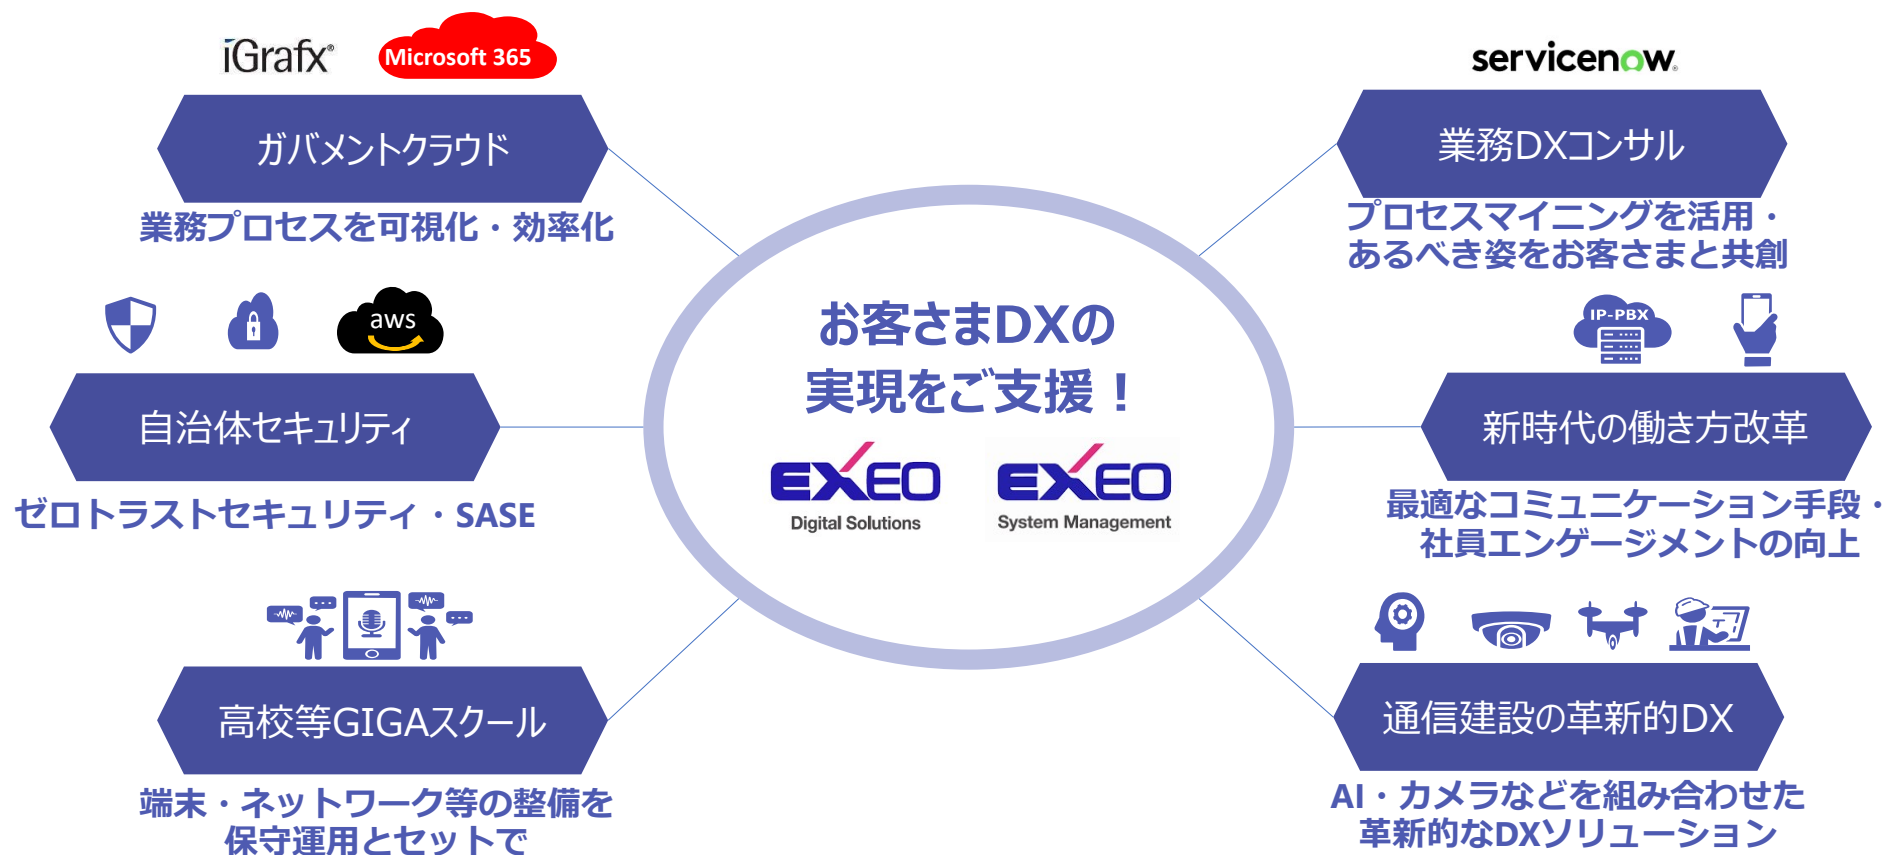 iGrafx®
Microsoft 365
ガバメントクラウド
業務プロセスを可視化・効率化
aws
自治体セキュリティ
ゼロトラストセキュリティ・SASE
高校等GIGAスクール
端末・ネットワーク等の整備を
保守運用とセットで
お客さまDXの
実現をご支援！
EXEO
Digital Solutions
EXEO
System Management
servicenow®
業務DXコンサル
プロセスマイニングを活用・
あるべき姿をお客さまと共創
IP-PBX
新時代の働き方改革
最適なコミュニケーション手段・
社員エンゲージメントの向上
通信建設の革新的DX
AI・カメラなどを組み合わせた
革新的なDXソリューション